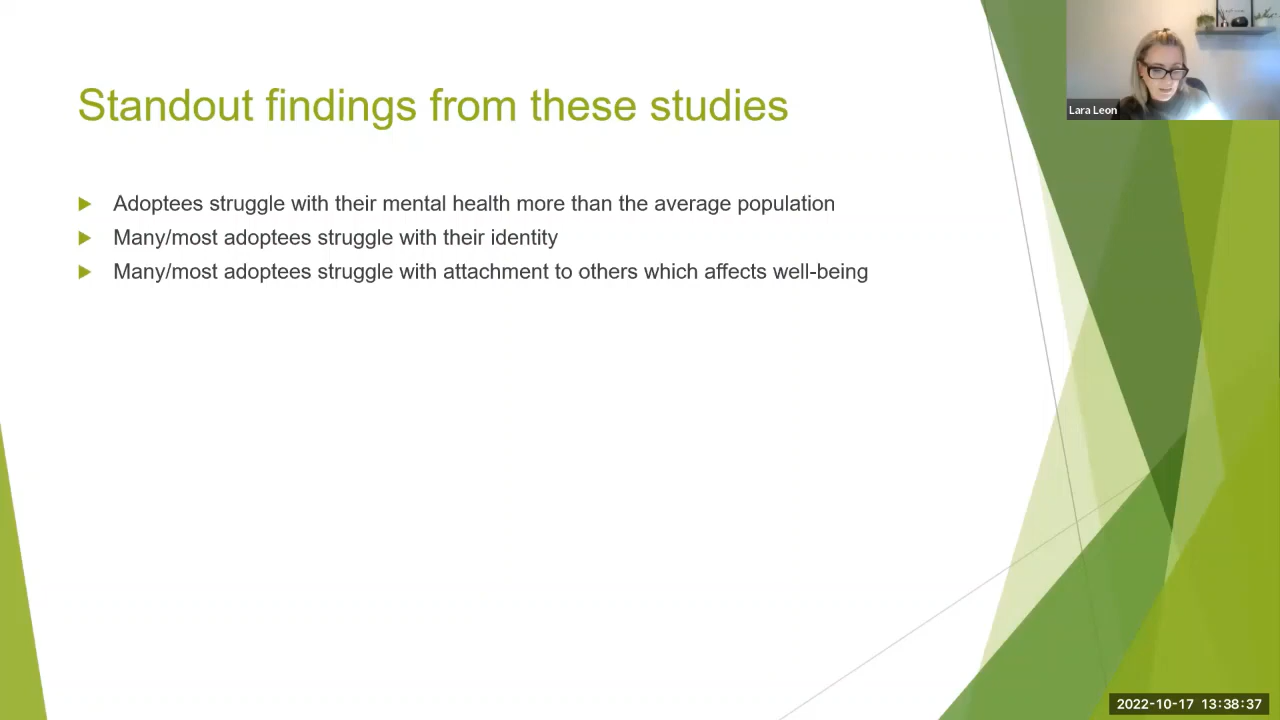 Standout findings from these studies
Adoptees struggle with their mental health more than the average population
Many/most adoptees struggle with their identity
Many/most adoptees struggle with attachment to others which affects well-being
Lara Leon
2022-10-17 13:38:37